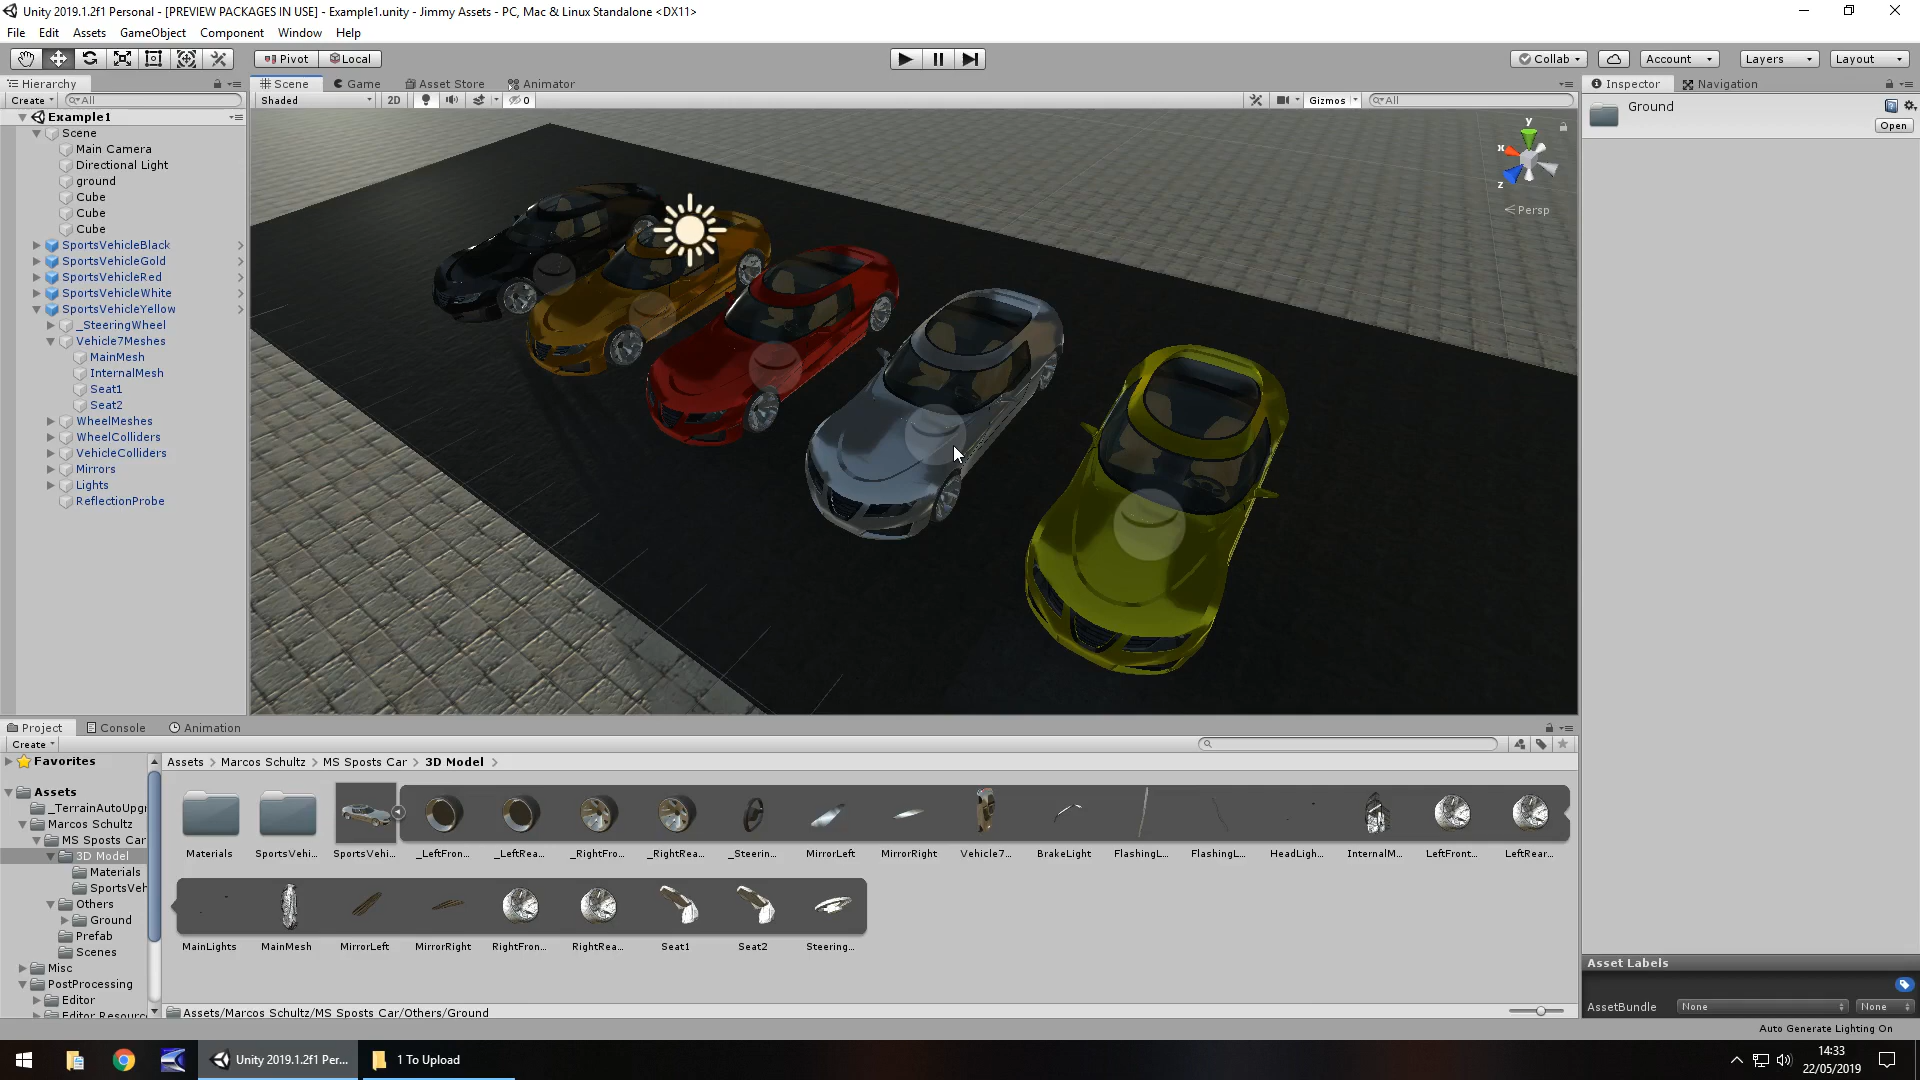 Unity 2019.1.2f1 Personal - [PREVIEW PACKAGES IN USE] - Example1.unity - Jimmy Assets - PC, Mac & Linux Standalone <DX11>
File Edit Assets GameObject Component Window Help
Pivot Local Collab Account Layers Layout
Hierarchy Scene Game Asset Store Animator Inspector Navigation
Create All Shaded 2D 0 Gizmos All
Ground
Open
Example1
Scene
Main Camera
Directional Light
ground
Cube
Cube
Cube
SportsVehicleBlack
SportsVehicleGold
SportsVehicleRed
SportsVehicleWhite
SportsVehicleYellow
_SteeringWheel
Vehicle7Meshes
MainMesh
InternalMesh
Seat1
Seat2
WheelMeshes
WheelColliders
VehicleColliders
Mirrors
Lights
ReflectionProbe
y
x
z
Persp
Project Console Animation
Create
Favorites
Assets
_TerrainAutoUpgr
Marcos Schultz
MS Sposts Car
3D Model
Materials
SportsVeh
Others
Ground
Prefab
Scenes
Misc
PostProcessing
Editor
Editor Resourc
Assets > Marcos Schultz > MS Sposts Car > 3D Model >
Materials SportsVehi... SportsVehi... _LeftFron... _LeftRea... _RightFro... _RightRea... _Steerin... MirrorLeft MirrorRight Vehicle7... BrakeLight FlashingL... FlashingL... HeadLigh... InternalM... LeftFront... LeftRear...
MainLights MainMesh MirrorLeft MirrorRight RightFron... RightRea... Seat1 Seat2 Steering...
Assets/Marcos Schultz/MS Sposts Car/Others/Ground
Asset Labels
AssetBundle None None
Auto Generate Lighting On
Unity 2019.1.2f1 Per... 1 To Upload
14:33
22/05/2019